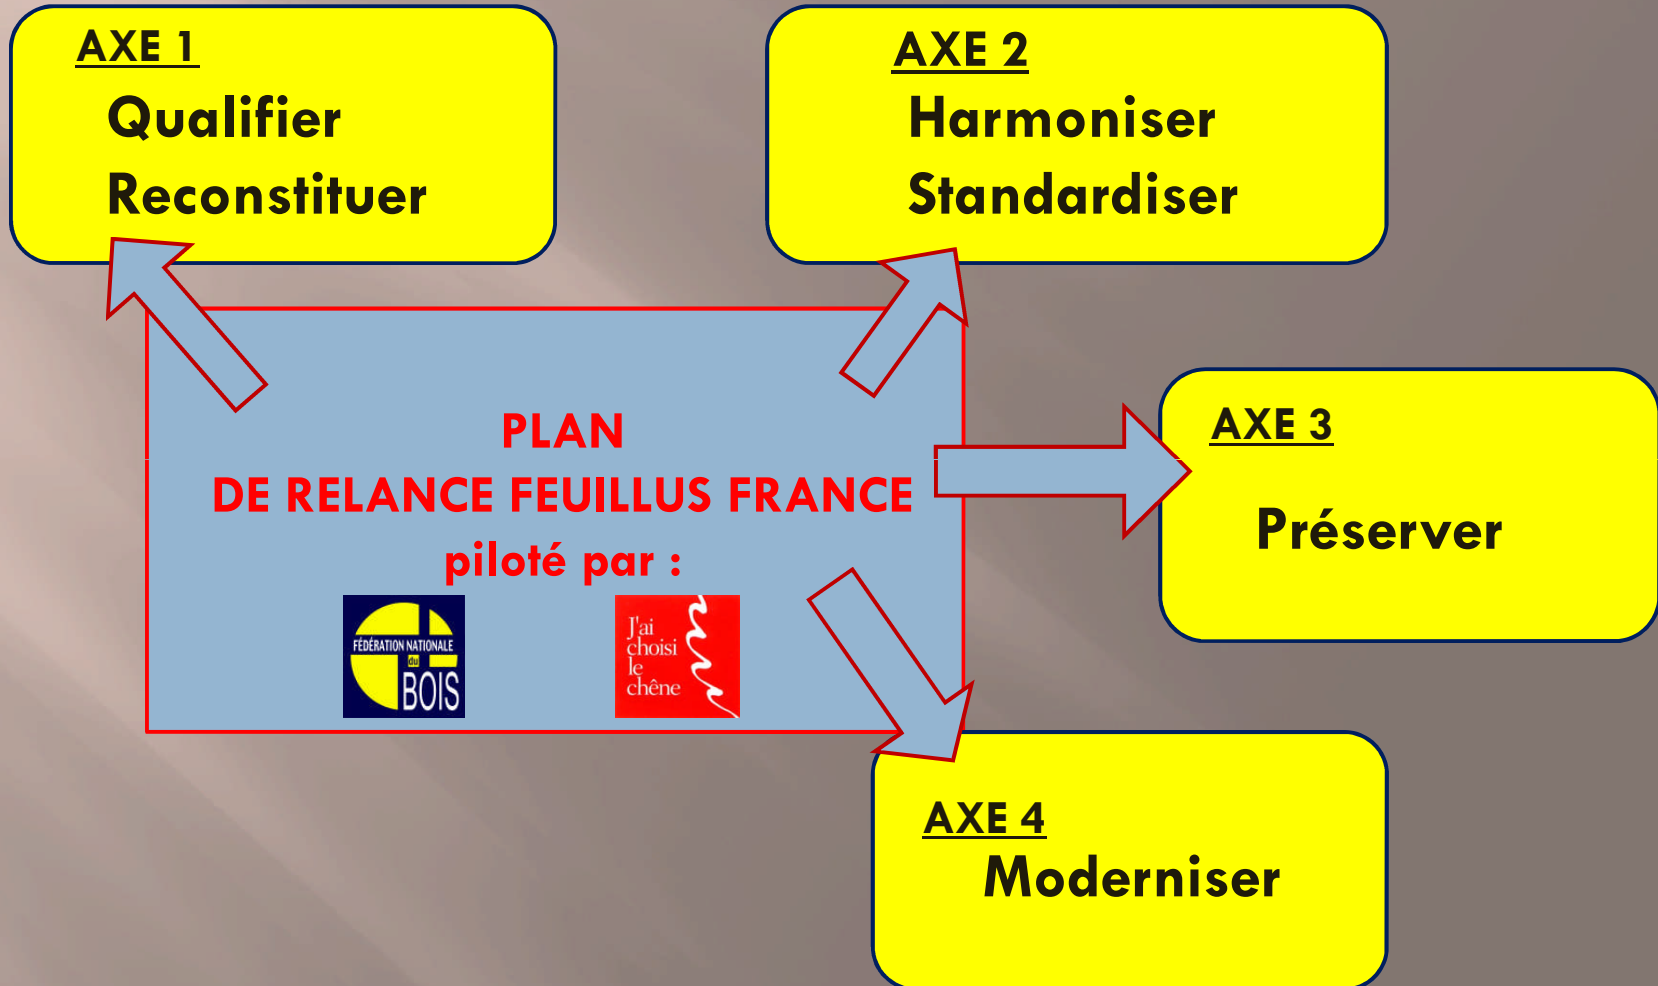 AXE 1
Qualifier
Reconstituer
AXE 2
Harmoniser
Standardiser
PLAN
DE RELANCE FEUILLUS FRANCE
piloté par :
FÉDÉRATION NATIONALE
du
BOIS
J'ai
choisi
le
chêne
AXE 3
Préserver
AXE 4
Moderniser